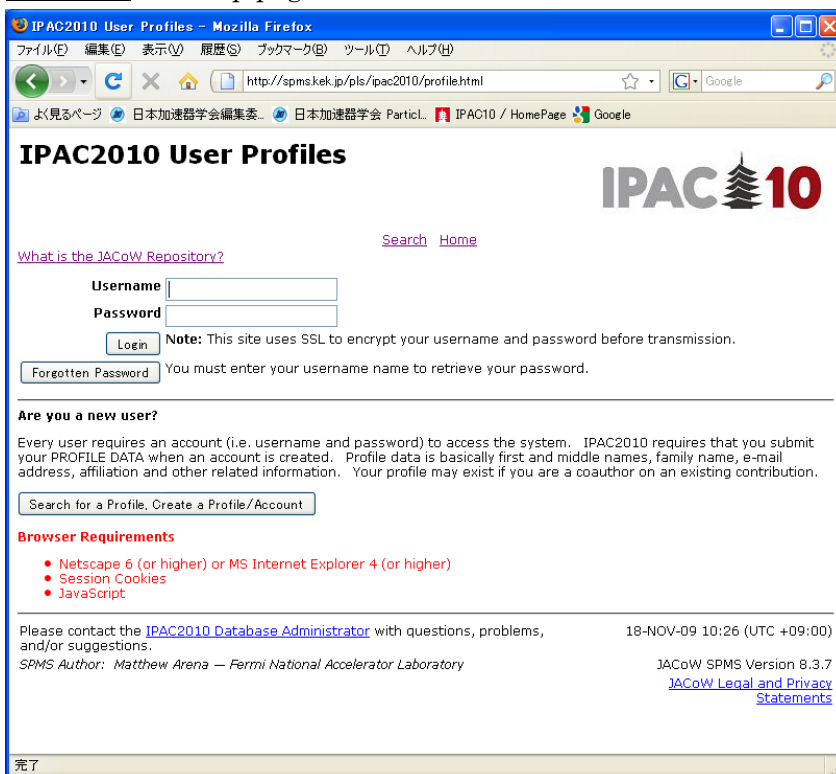 IPAC2010 User Profiles - Mozilla Firefox
ファイル(F) 編集(E) 表示(V) 履歴(S) ブックマーク(B) ツール(T) ヘルプ(H)
http://spms.kek.jp/pls/ipac2010/profile.html
Google
よく見るページ 日本加速器学会編集委... 日本加速器学会 Particl... IPAC10 / HomePage Google
IPAC2010 User Profiles
IPAC 10
Search Home
What is the JACoW Repository?
Username
Password
Login Note: This site uses SSL to encrypt your username and password before transmission.
Forgotten Password You must enter your username name to retrieve your password.
Are you a new user?
Every user requires an account (i.e. username and password) to access the system. IPAC2010 requires that you submit
your PROFILE DATA when an account is created. Profile data is basically first and middle names, family name, e-mail
address, affiliation and other related information. Your profile may exist if you are a coauthor on an existing contribution.
Search for a Profile, Create a Profile/Account
Browser Requirements
• Netscape 6 (or higher) or MS Internet Explorer 4 (or higher)
• Session Cookies
• JavaScript
Please contact the IPAC2010 Database Administrator with questions, problems,
and/or suggestions.
18-NOV-09 10:26 (UTC +09:00)
SPMS Author: Matthew Arena — Fermi National Accelerator Laboratory
JACoW SPMS Version 8.3.7
JACoW Legal and Privacy
Statements
完了